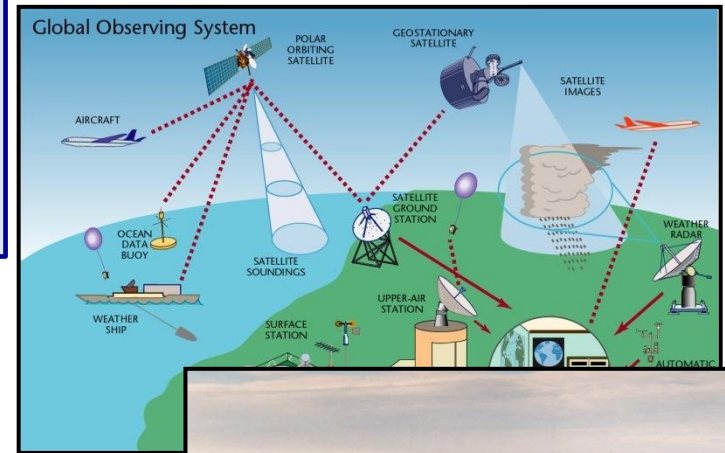 Global Observing System
POLAR
ORBITING
SATELLITE
GEOSTATIONARY
SATELLITE
SATELLITE
IMAGES
AIRCRAFT
OCEAN
DATA
BUOY
SATELLITE
SOUNDINGS
SATELLITE
GROUND
STATION
WEATHER
RADAR
WEATHER
SHIP
UPPER-AIR
STATION
SURFACE
STATION
AUTOMATIC